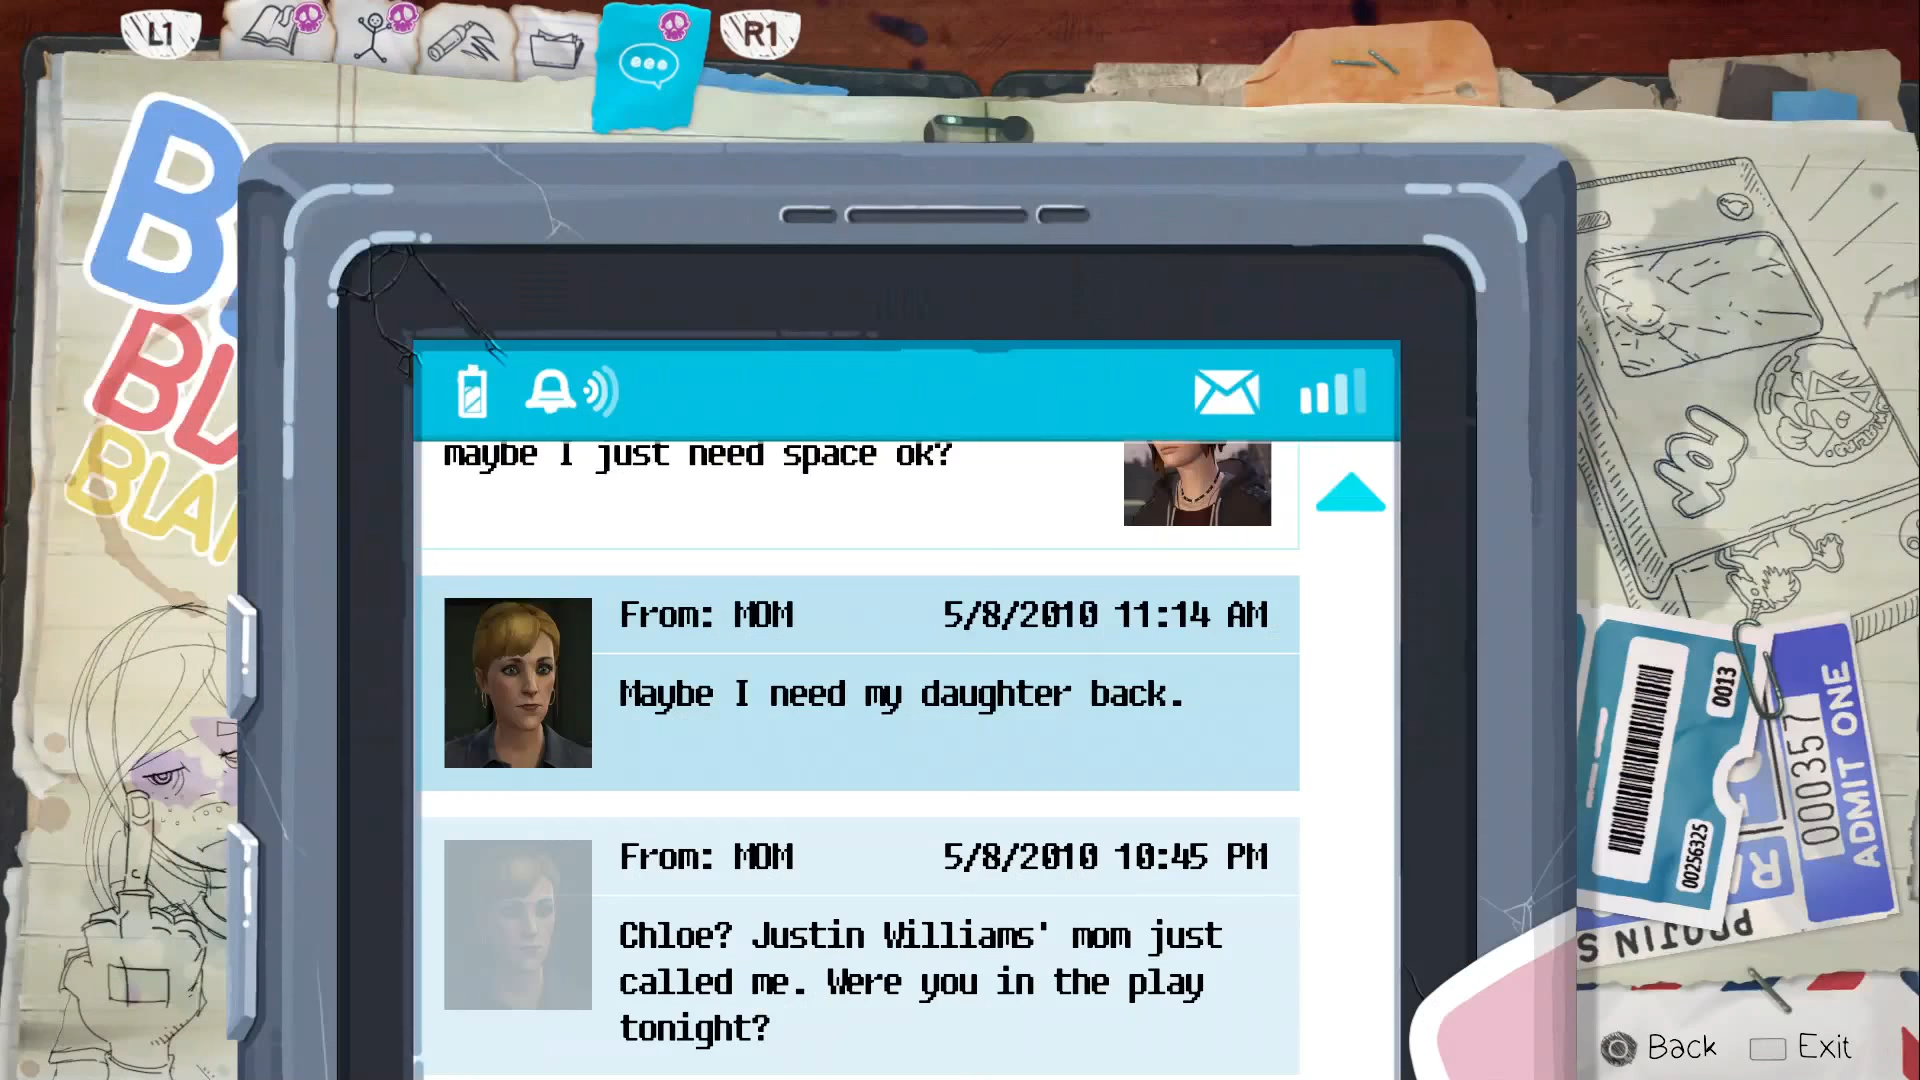 L1
R1
maybe I just need space ok?
From: MOM 5/8/2010 11:14 AM
Maybe I need my daughter back.
From: MOM 5/8/2010 10:45 PM
Chloe? Justin Williams' mom just
called me. Were you in the play
tonight?
0013
00256325
000357
ADMIT ONE
Back
Exit